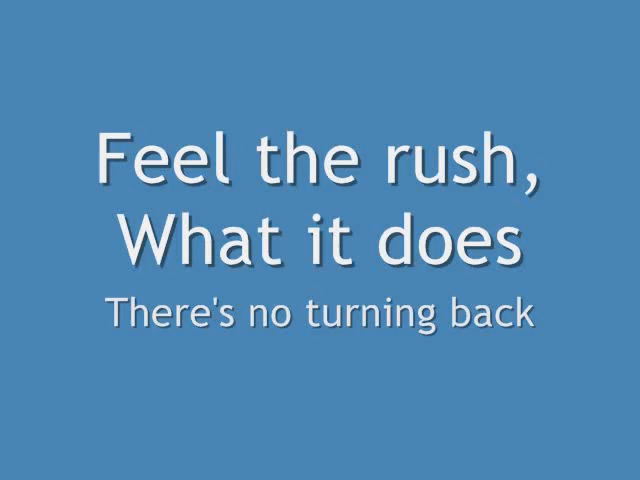 Feel the rush,
What it does
There's no turning back